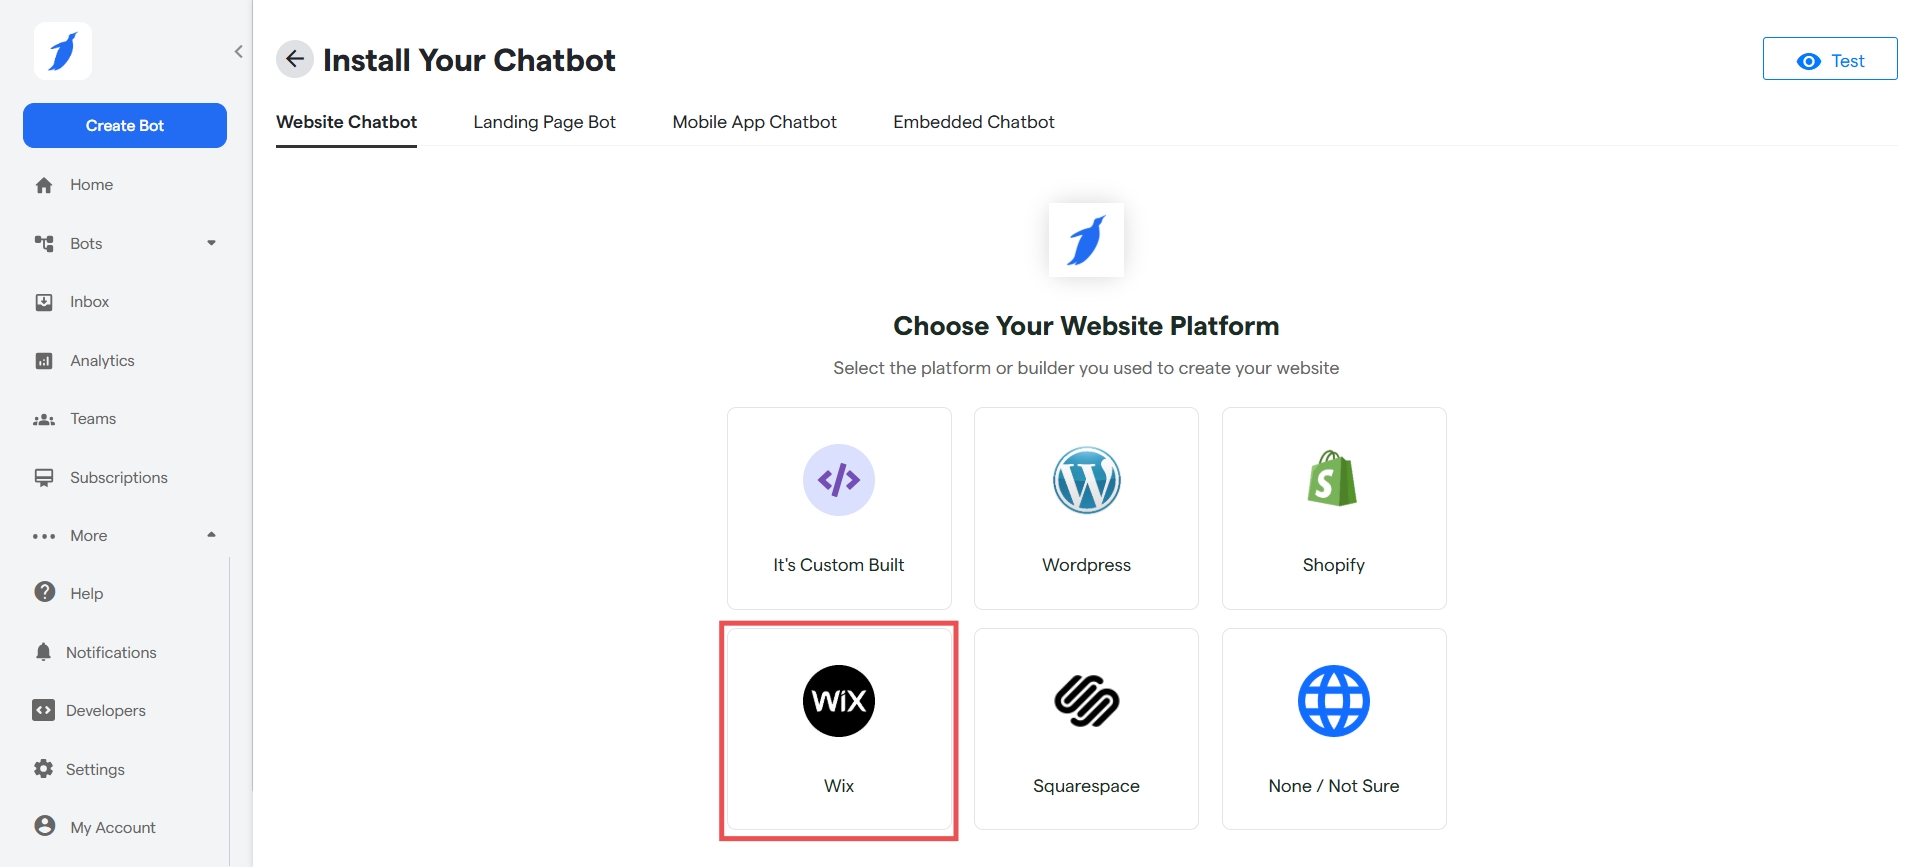 Install Your Chatbot
Test
Create Bot
Website Chatbot
Landing Page Bot
Mobile App Chatbot
Embedded Chatbot
Home
Bots
Inbox
Analytics
Teams
Subscriptions
More
Help
Notifications
Developers
Settings
My Account
Choose Your Website Platform
Select the platform or builder you used to create your website
It's Custom Built
Wordpress
Shopify
WiX
Wix
Squarespace
None / Not Sure